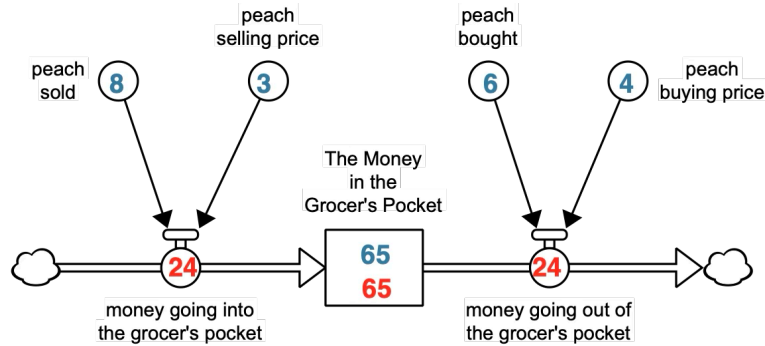 peach
sold
8
peach
selling price
3
peach
bought
6
4
peach
buying price
The Money
in the
Grocer's Pocket
24
65
65
24
money going into
the grocer's pocket
money going out of
the grocer's pocket